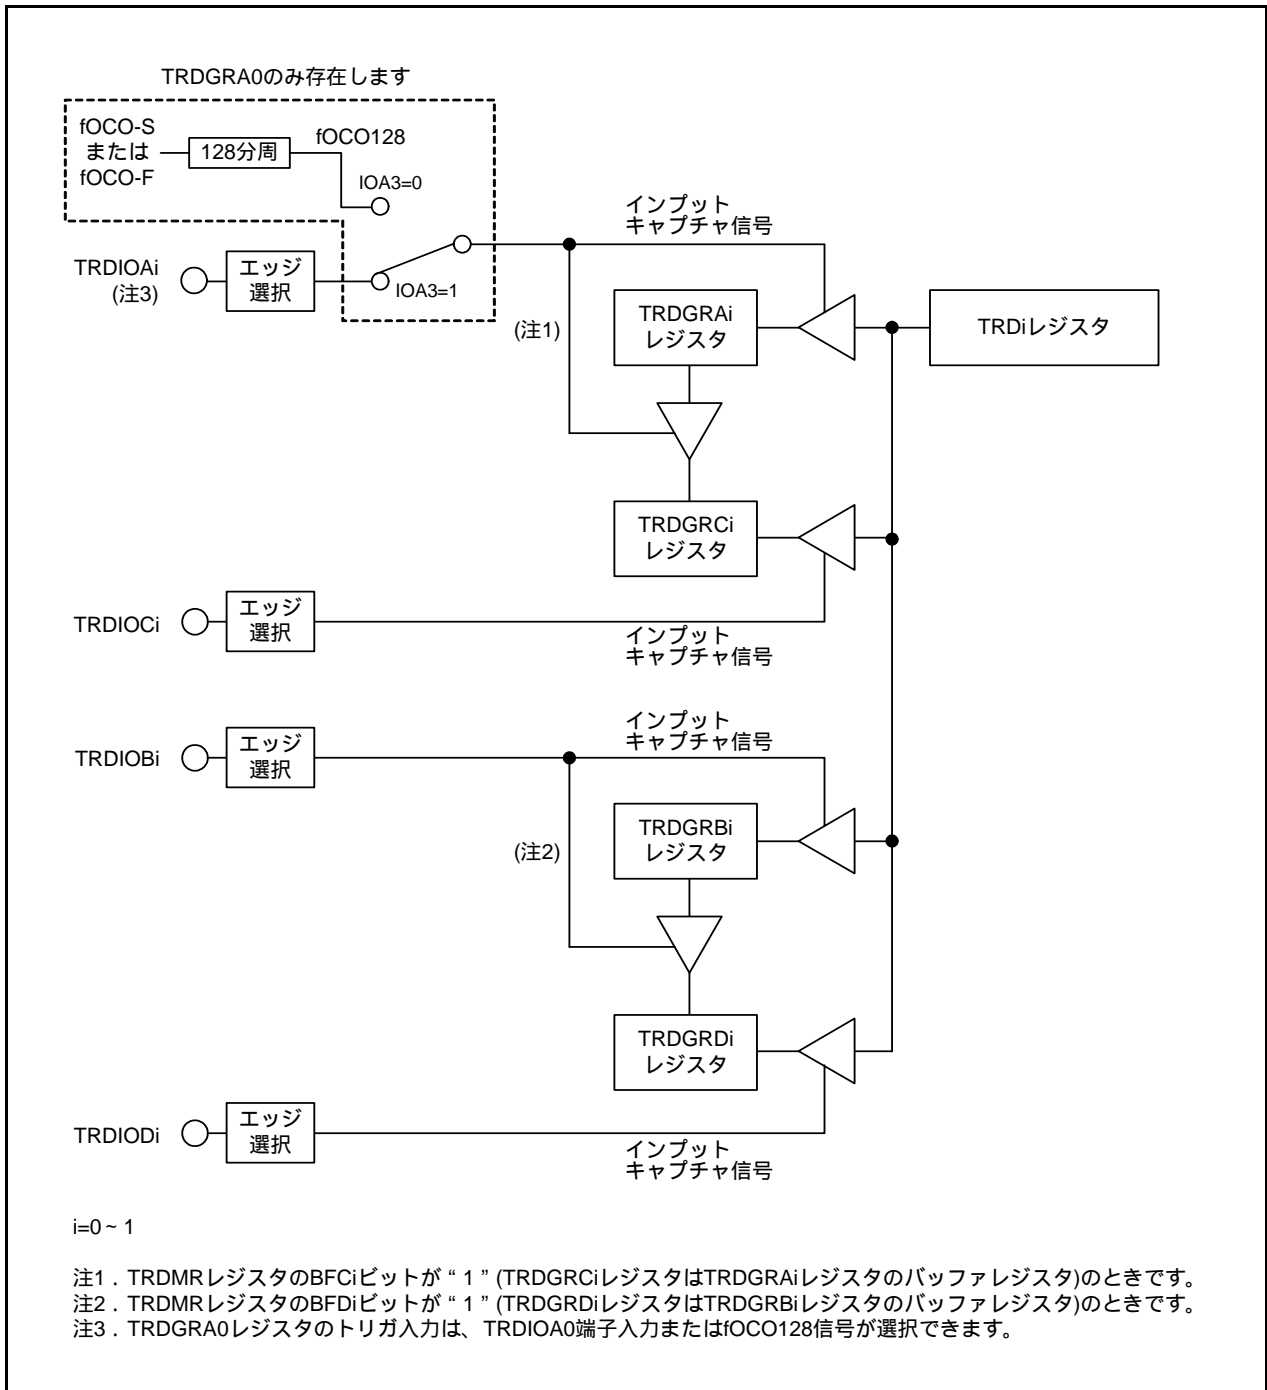 TRDGRA0のみ存在します
fOCO-S
または
fOCO-F
128分周
fOCO128
IOA3=0
TRDIOAi
(注3)
エッジ
選択
IOA3=1
インプット
キャプチャ信号
(注1)
TRDGRAi
レジスタ
TRDiレジスタ
TRDGRCi
レジスタ
TRDIOCi
エッジ
選択
インプット
キャプチャ信号
TRDIOBi
エッジ
選択
インプット
キャプチャ信号
(注2)
TRDGRBi
レジスタ
TRDGRDi
レジスタ
TRDIODi
エッジ
選択
インプット
キャプチャ信号
i=0~1
注1．TRDMRレジスタのBFCiビットが“1”(TRDGRCiレジスタはTRDGRAiレジスタのバッファレジスタ)のときです。
注2．TRDMRレジスタのBFDiビットが“1”(TRDGRDiレジスタはTRDGRBiレジスタのバッファレジスタ)のときです。
注3．TRDGRA0レジスタのトリガ入力は、TRDIOA0端子入力またはfOCO128信号が選択できます。